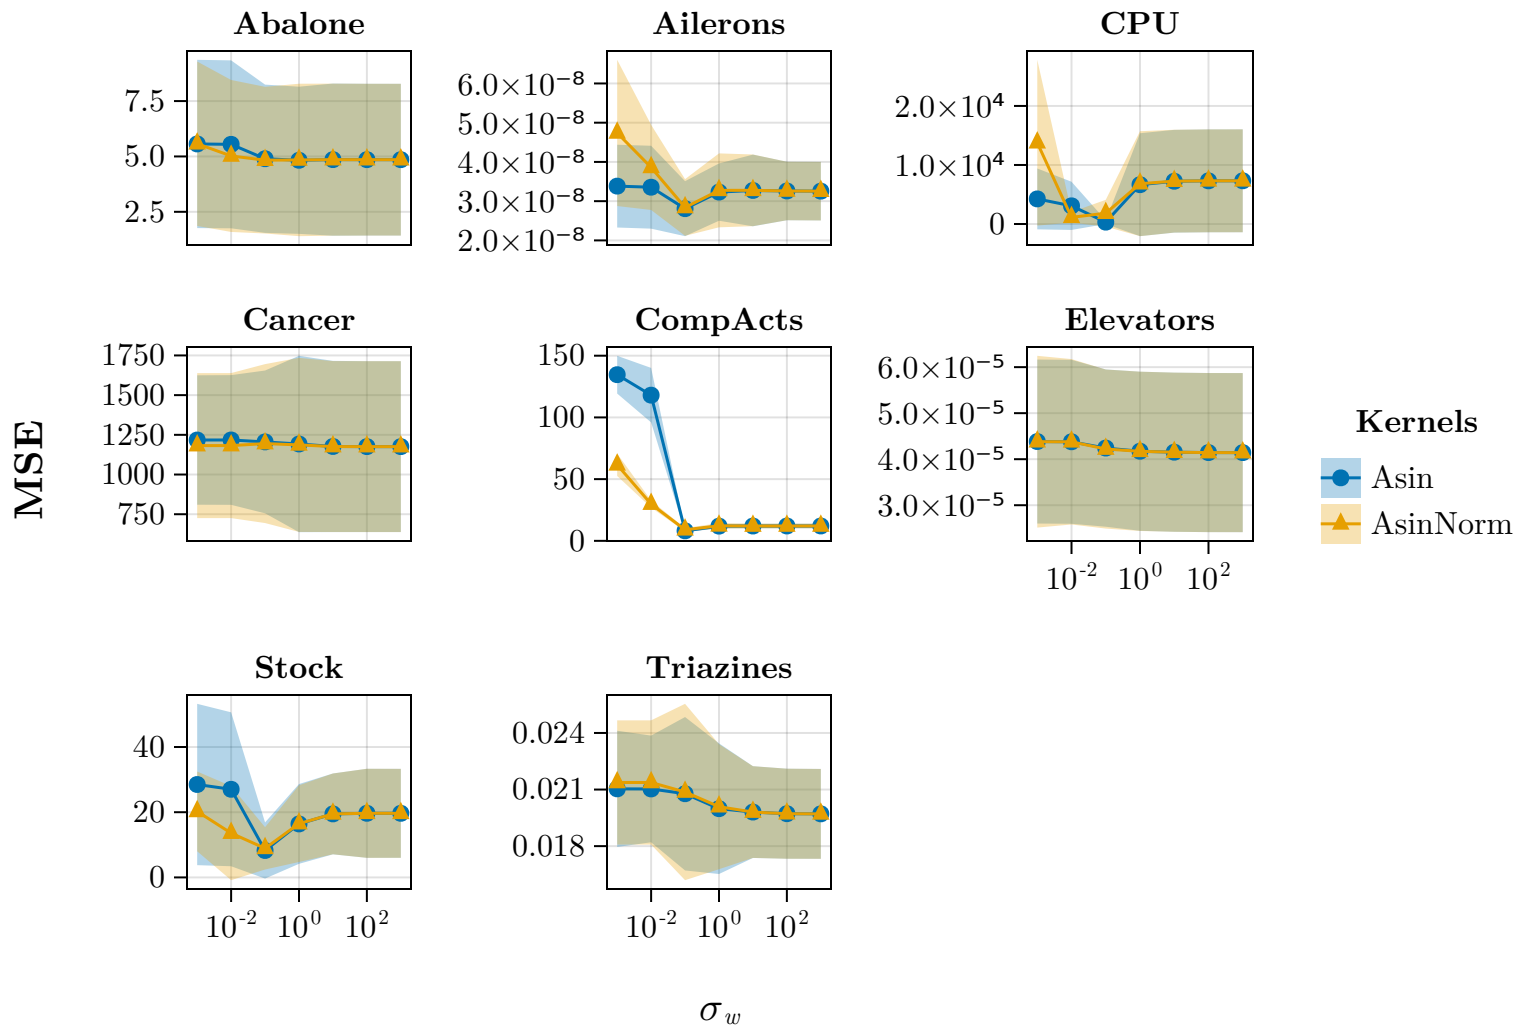 Abalone
7.5
5.0
2.5
Ailerons
6.0×10⁻⁸
5.0×10⁻⁸
4.0×10⁻⁸
3.0×10⁻⁸
2.0×10⁻⁸
CPU
2.0×10⁴
1.0×10⁴
0
MSE
Cancer
1750
1500
1250
1000
750
CompActs
150
100
50
0
Elevators
6.0×10⁻⁵
5.0×10⁻⁵
4.0×10⁻⁵
3.0×10⁻⁵
10⁻² 10⁰ 10²
Kernels
Asin
AsinNorm
Stock
40
20
0
10⁻² 10⁰ 10²
Triazines
0.024
0.021
0.018
10⁻² 10⁰ 10²
σ_w